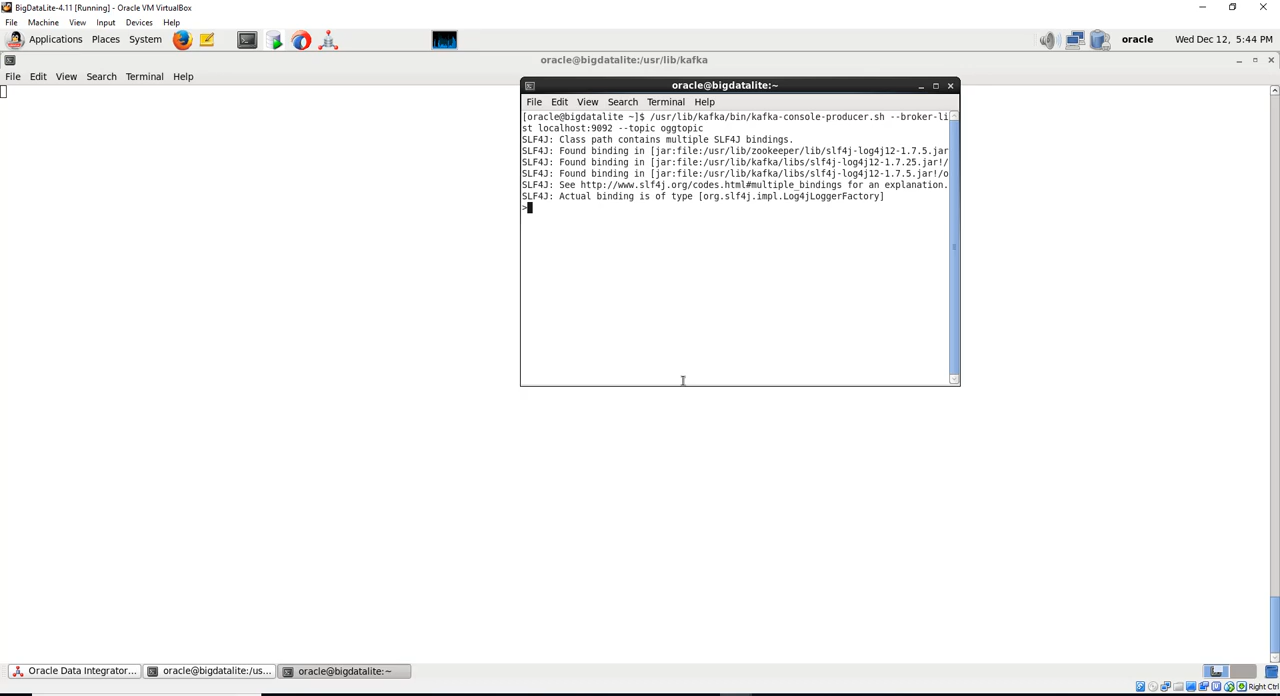 BigDataLite-4.11 [Running] - Oracle VM VirtualBox
File Machine View Input Devices Help
Applications Places System oracle Wed Dec 12, 5:44 PM
oracle@bigdatalite:/usr/lib/kafka
File Edit View Search Terminal Help
oracle@bigdatalite:~
File Edit View Search Terminal Help
[oracle@bigdatalite ~]$ /usr/lib/kafka/bin/kafka-console-producer.sh --broker-li
st localhost:9092 --topic oggtopic
SLF4J: Class path contains multiple SLF4J bindings.
SLF4J: Found binding in [jar:file:/usr/lib/zookeeper/lib/slf4j-log4j12-1.7.5.jar
SLF4J: Found binding in [jar:file:/usr/lib/kafka/libs/slf4j-log4j12-1.7.25.jar!/
SLF4J: Found binding in [jar:file:/usr/lib/kafka/libs/slf4j-log4j12-1.7.5.jar!/o
SLF4J: See http://www.slf4j.org/codes.html#multiple_bindings for an explanation.
SLF4J: Actual binding is of type [org.slf4j.impl.Log4jLoggerFactory]
>
Oracle Data Integrator... oracle@bigdatalite:/us... oracle@bigdatalite:~
Right Ctrl